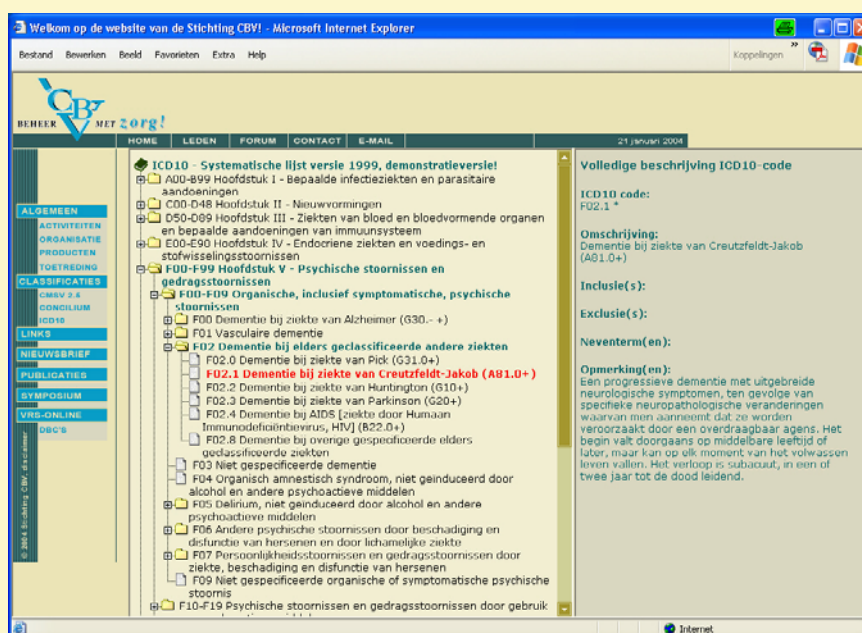 Welkom op de website van de Stichting CBV! - Microsoft Internet Explorer
Bestand Bewerken Beeld Favorieten Extra Help
Koppelingen
CBV
BEHEER MET zorg!
HOME LEDEN FORUM CONTACT E-MAIL
21 januari 2004
ALGEMEEN
ACTIVITEITEN
ORGANISATIE
PRODUCTEN
TOETREDING
CLASSIFICATIES
CMSV 2.6
CONCILIUM
ICD10
LINKS
NIEUWSBRIEF
PUBLICATIES
SYMPOSIUM
VRS-ONLINE
DBC'S
© 2004 Stichting CBV, disclaimer
ICD10 - Systematische lijst versie 1999, demonstratieversie!
A00-B99 Hoofdstuk I - Bepaalde infectieziekten en parasitaire
aandoeningen
C00-D48 Hoofdstuk II - Nieuwvormingen
D50-D89 Hoofdstuk III - Ziekten van bloed en bloedvormende organen
en bepaalde aandoeningen van immuunsysteem
E00-E90 Hoofdstuk IV - Endocriene ziekten en voedings- en
stofwisselingsstoornissen
F00-F99 Hoofdstuk V - Psychische stoornissen en
gedragsstoornissen
F00-F09 Organische, inclusief symptomatische, psychische
stoornissen
F00 Dementie bij ziekte van Alzheimer (G30.- +)
F01 Vasculaire dementie
F02 Dementie bij elders geclassificeerde andere ziekten
F02.0 Dementie bij ziekte van Pick (G31.0+)
F02.1 Dementie bij ziekte van Creutzfeldt-Jakob (A81.0+)
F02.2 Dementie bij ziekte van Huntington (G10+)
F02.3 Dementie bij ziekte van Parkinson (G20+)
F02.4 Dementie bij AIDS [ziekte door Humaan
Immunodeficiëntievirus, HIV] (B22.0+)
F02.8 Dementie bij overige gespecificeerde elders
geclassificeerde ziekten
F03 Niet gespecificeerde dementie
F04 Organisch amnestisch syndroom, niet geinduceerd door
alcohol en andere psychoactieve middelen
F05 Delirium, niet geinduceerd door alcohol en andere
psychoactieve middelen
F06 Andere psychische stoornissen door beschadiging en
disfunctie van hersenen en door lichamelijke ziekte
F07 Persoonlijkheidsstoornissen en gedragsstoornissen door
ziekte, beschadiging en disfunctie van hersenen
F09 Niet gespecificeerde organische of symptomatische psychische
stoornis
F10-F19 Psychische stoornissen en gedragsstoornissen door gebruik
Volledige beschrijving ICD10-code
ICD10 code:
F02.1 *
Omschrijving:
Dementie bij ziekte van Creutzfeldt-Jakob
(A81.0+)
Inclusie(s):
Exclusie(s):
Neventerm(en):
Opmerking(en):
Een progressieve dementie met uitgebreide
neurologische symptomen, ten gevolge van
specifieke neuropathologische veranderingen
waarvan men aanneemt dat ze worden
veroorzaakt door een overdraagbaar agens. Het
begin valt doorgaans op middelbare leeftijd of
later, maar kan op elk moment van het volwassen
leven vallen. Het verloop is subacuut, in een of
twee jaar tot de dood leidend.
Internet